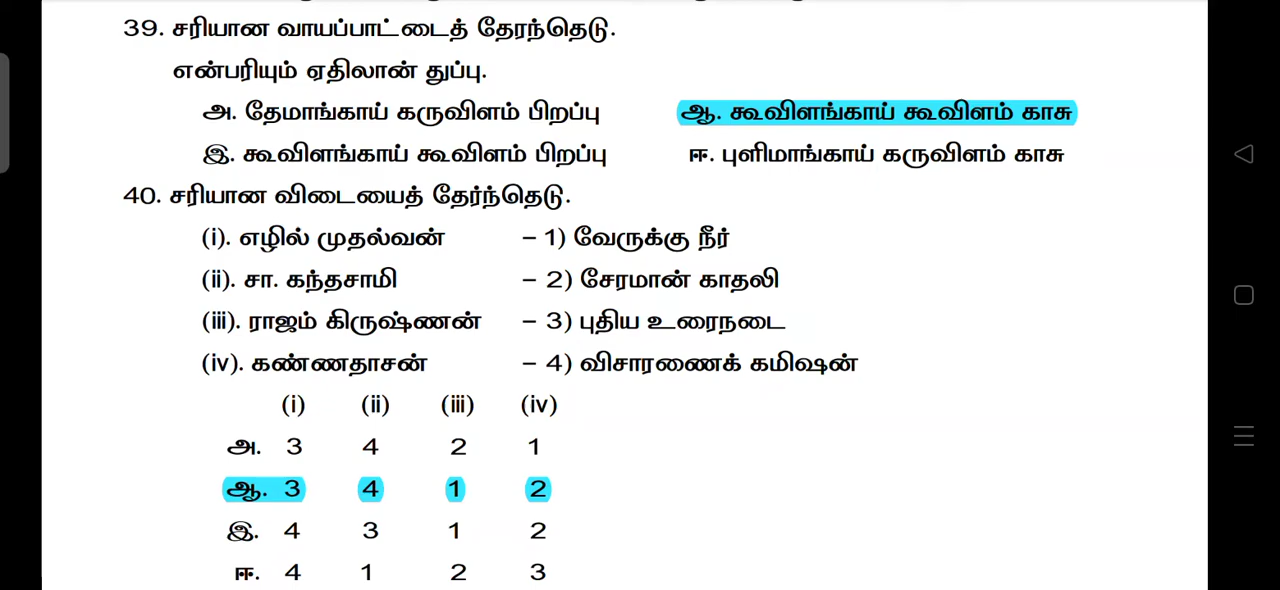 39. சரியான வாயப்பாட்டைத் தேரந்தெடு.
என்பரியும் ஏதிலான் துப்பு.
அ. தேமாங்காய் கருவிளம் பிறப்பு ஆ. கூவிளங்காய் கூவிளம் காசு
இ. கூவிளங்காய் கூவிளம் பிறப்பு ஈ. புளிமாங்காய் கருவிளம் காசு
40. சரியான விடையைத் தேர்ந்தெடு.
(i). எழில் முதல்வன் – 1) வேருக்கு நீர்
(ii). சா. கந்தசாமி – 2) சேரமான் காதலி
(iii). ராஜம் கிருஷ்ணன் – 3) புதிய உரைநடை
(iv). கண்ணதாசன் – 4) விசாரணைக் கமிஷன்
(i) (ii) (iii) (iv)
அ. 3 4 2 1
ஆ. 3 4 1 2
இ. 4 3 1 2
ஈ. 4 1 2 3